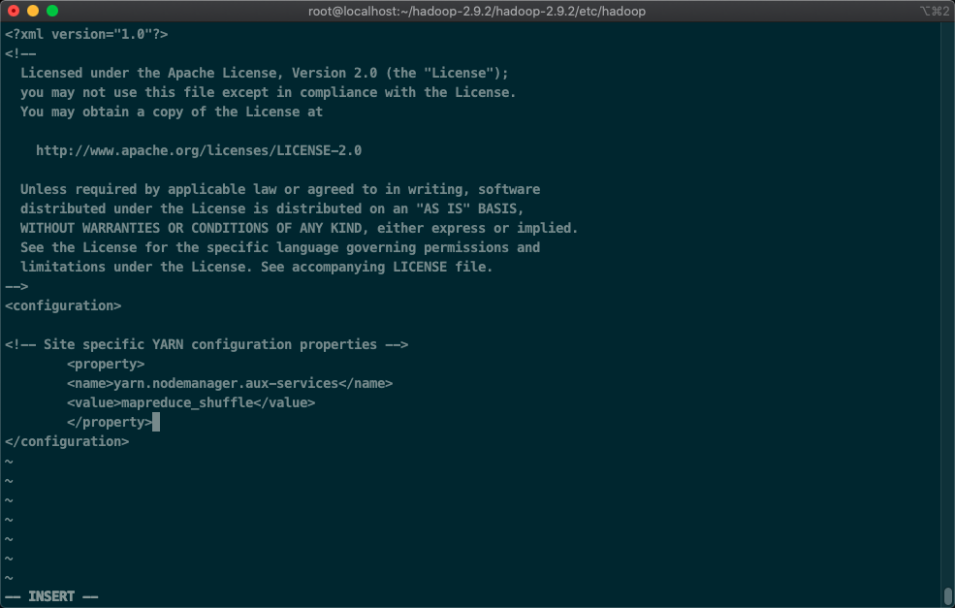 root@localhost:~/hadoop-2.9.2/hadoop-2.9.2/etc/hadoop ⌥⌘2
<?xml version="1.0"?>
<!--
  Licensed under the Apache License, Version 2.0 (the "License");
  you may not use this file except in compliance with the License.
  You may obtain a copy of the License at

    http://www.apache.org/licenses/LICENSE-2.0

  Unless required by applicable law or agreed to in writing, software
  distributed under the License is distributed on an "AS IS" BASIS,
  WITHOUT WARRANTIES OR CONDITIONS OF ANY KIND, either express or implied.
  See the License for the specific language governing permissions and
  limitations under the License. See accompanying LICENSE file.
-->
<configuration>

<!-- Site specific YARN configuration properties -->
        <property>
        <name>yarn.nodemanager.aux-services</name>
        <value>mapreduce_shuffle</value>
        </property>
</configuration>
~
~
~
~
~
~
~
-- INSERT --